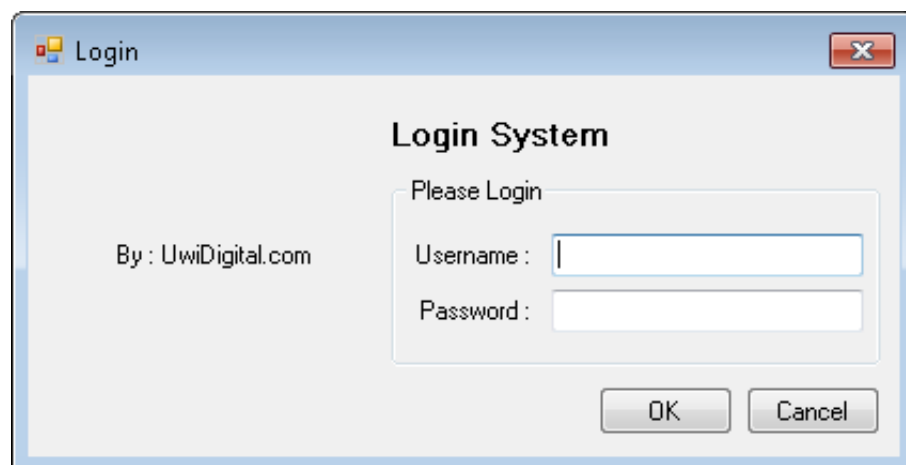 Login
Login System
Please Login
By : UwiDigital.com
Username :
Password :
OK
Cancel